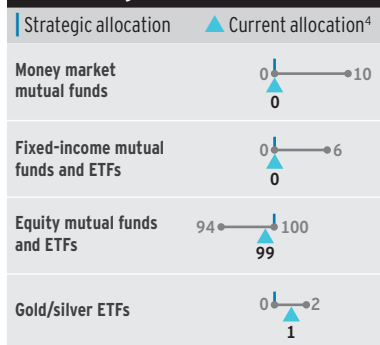 Strategic allocation Current allocation4
Money market
mutual funds
0 10
0
Fixed-income mutual
funds and ETFs
0 6
0
Equity mutual funds
and ETFs
94 100
99
Gold/silver ETFs
0 2
1